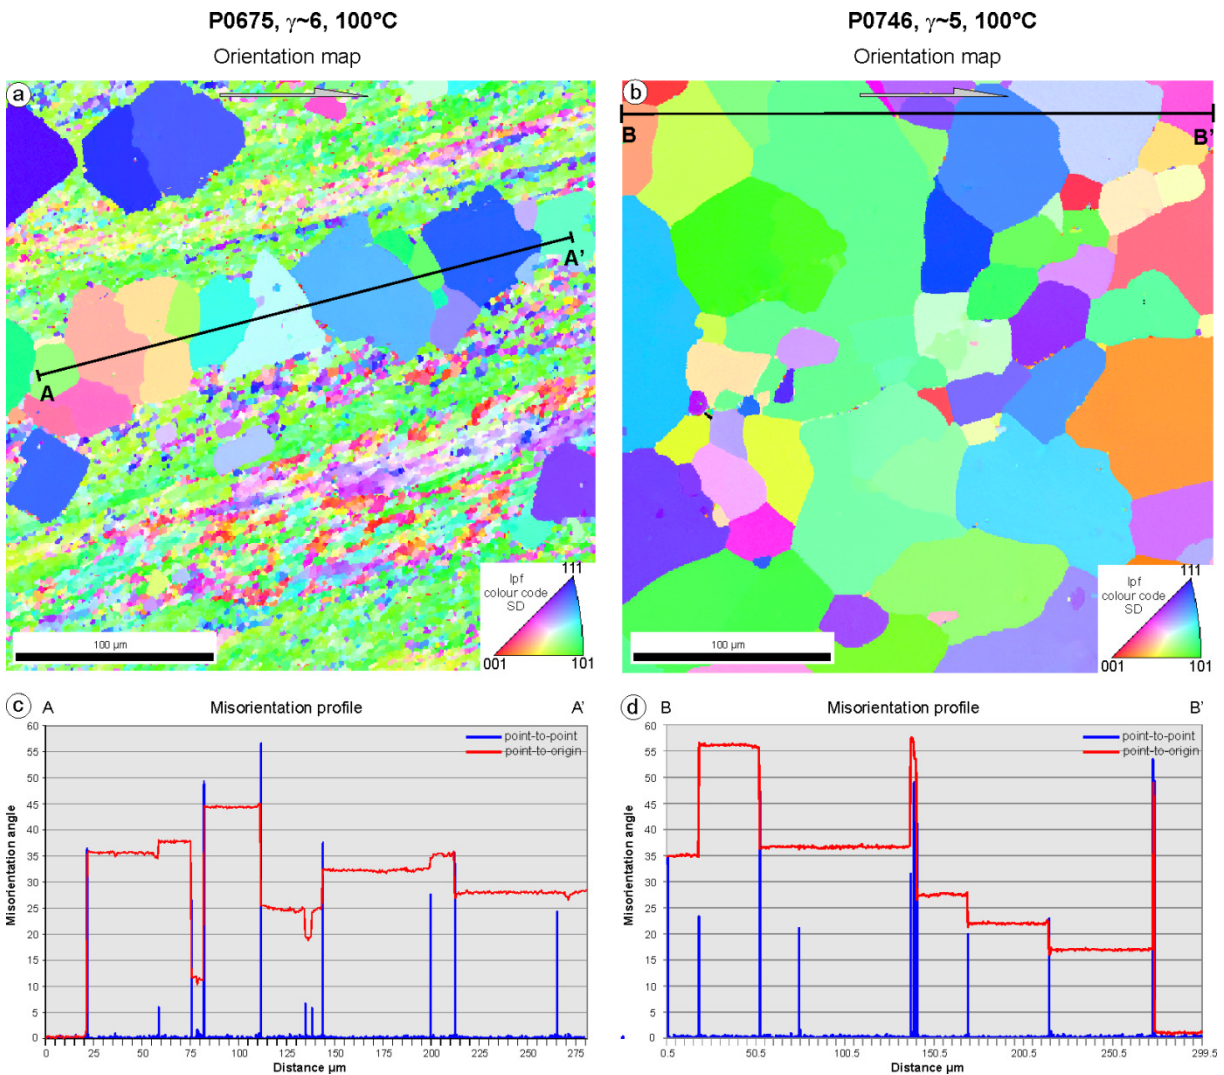 P0675, γ~6, 100°C
Orientation map
P0746, γ~5, 100°C
Orientation map
a
A
A'
Ipf
colour code
SD
111
001
101
100 µm
b
B
B'
Ipf
colour code
SD
111
001
101
100 µm
c A Misorientation profile A'
point-to-point
point-to-origin
Misorientation angle
60
55
50
45
40
35
30
25
20
15
10
5
0
0 25 50 75 100 125 150 175 200 225 250 275
Distance µm
d B Misorientation profile B'
point-to-point
point-to-origin
Misorientation angle
60
55
50
45
40
35
30
25
20
15
10
5
0
0.5 50.5 100.5 150.5 200.5 250.5 299.5
Distance µm